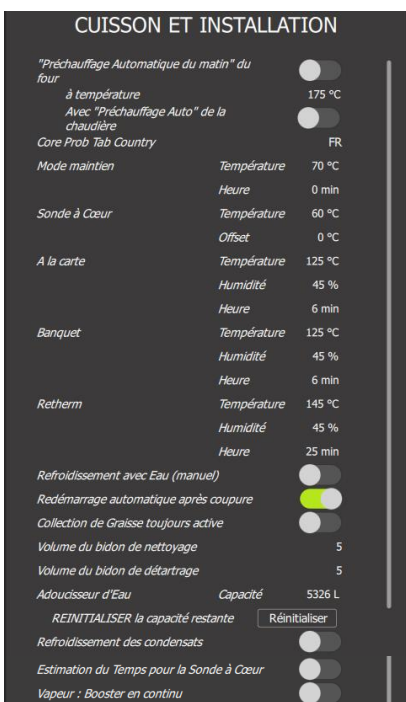 CUISSON ET INSTALLATION
"Préchauffage Automatique du matin" du
four
à température 175 °C
Avec "Préchauffage Auto" de la
chaudière
Core Prob Tab Country FR
Mode maintien Température 70 °C
Heure 0 min
Sonde à Cœur Température 60 °C
Offset 0 °C
A la carte Température 125 °C
Humidité 45 %
Heure 6 min
Banquet Température 125 °C
Humidité 45 %
Heure 6 min
Retherm Température 145 °C
Humidité 45 %
Heure 25 min
Refroidissement avec Eau (manuel)
Redémarrage automatique après coupure
Collection de Graisse toujours active
Volume du bidon de nettoyage 5
Volume du bidon de détartrage 5
Adoucisseur d'Eau Capacité 5326 L
REINITIALISER la capacité restante Réinitialiser
Refroidissement des condensats
Estimation du Temps pour la Sonde à Cœur
Vapeur : Booster en continu